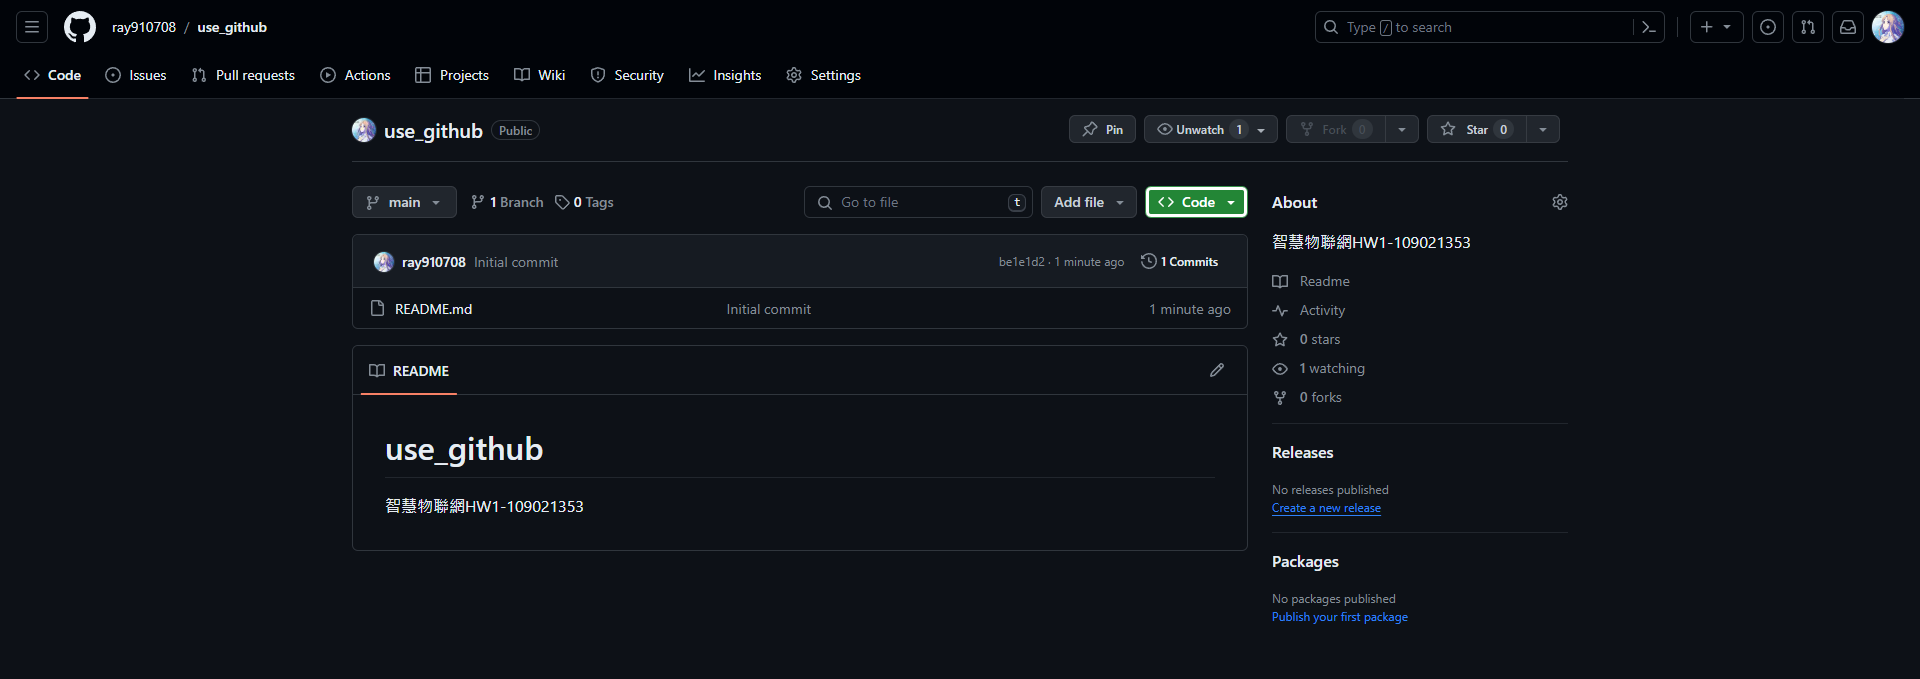 ray910708 / use_github
Type / to search
Code Issues Pull requests Actions Projects Wiki Security Insights Settings
use_github Public
Pin Unwatch 1 Fork 0 Star 0
main 1 Branch 0 Tags Go to file t Add file Code
ray910708 Initial commit be1e1d2 · 1 minute ago 1 Commits
README.md Initial commit 1 minute ago
README
use_github
智慧物聯網HW1-109021353
About
智慧物聯網HW1-109021353
Readme
Activity
0 stars
1 watching
0 forks
Releases
No releases published
Create a new release
Packages
No packages published
Publish your first package